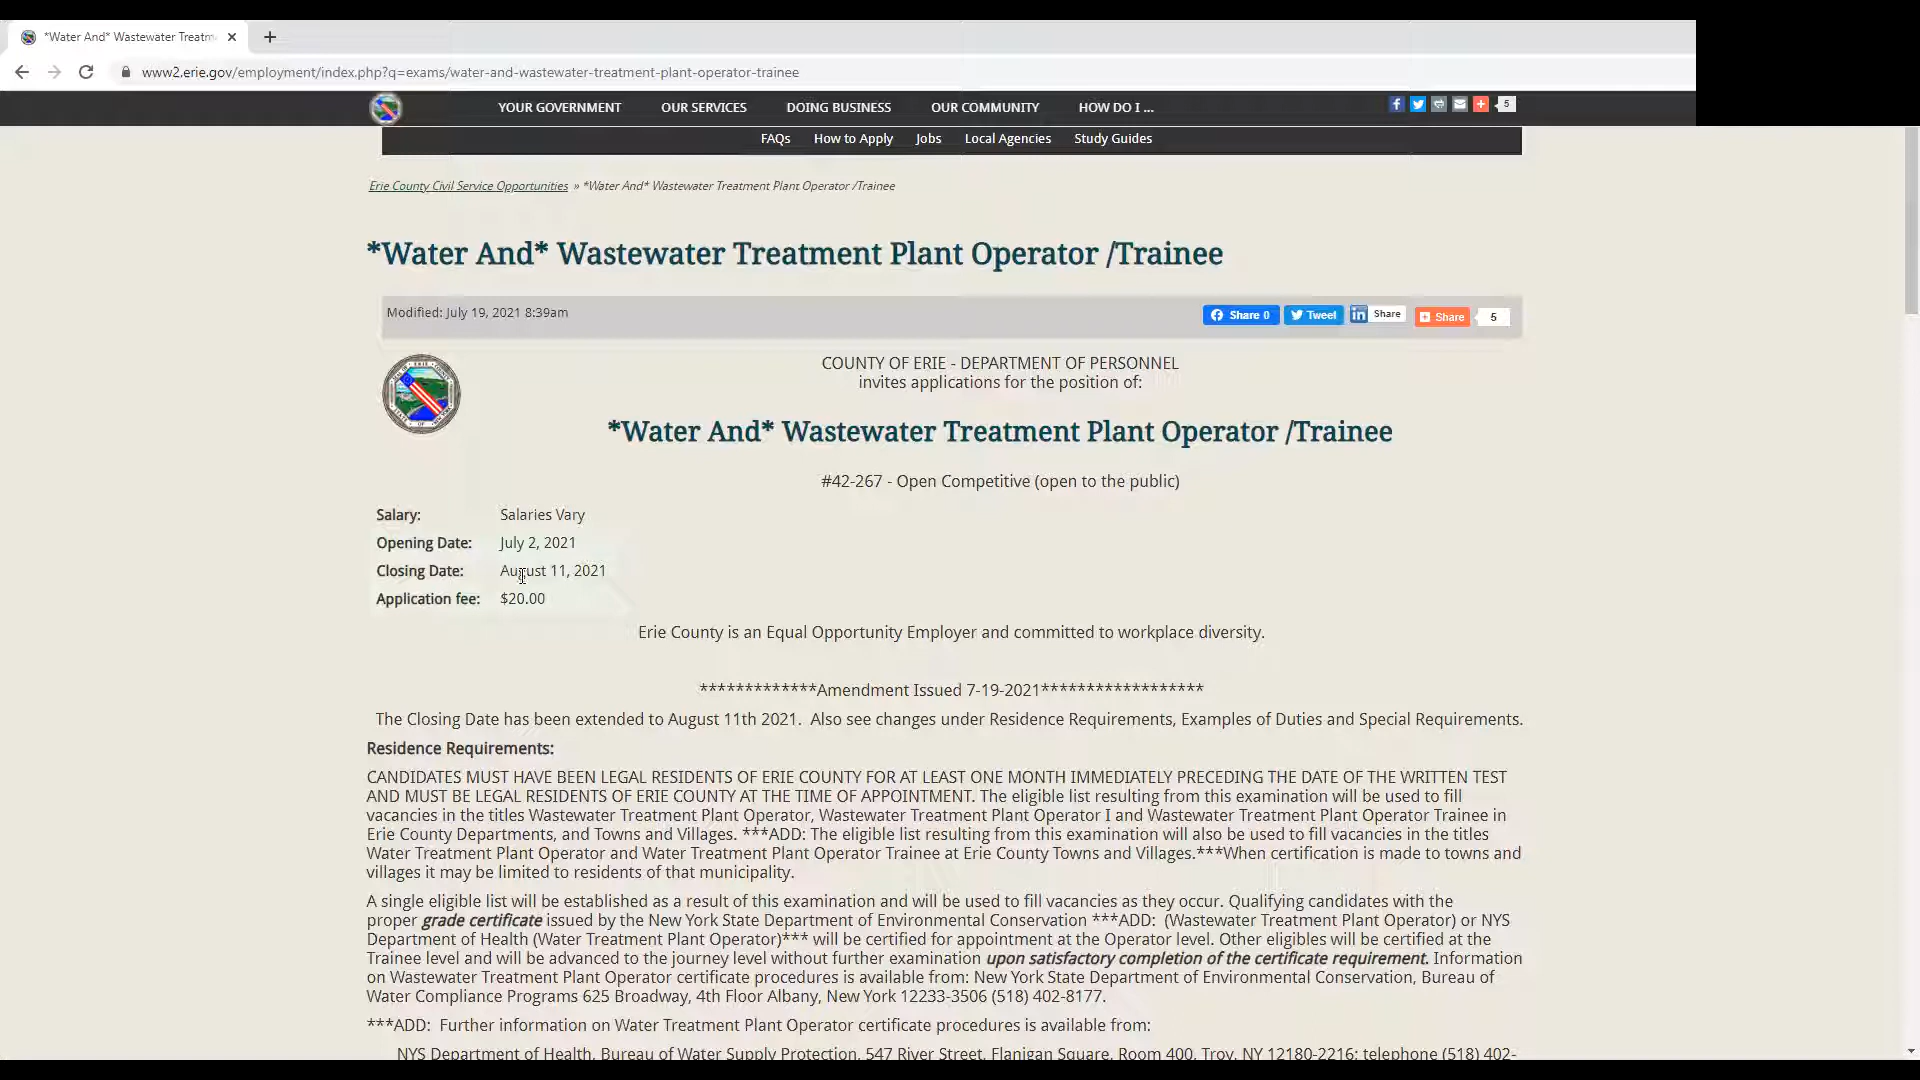 *Water And* Wastewater Treatm
www2.erie.gov/employment/index.php?q=exams/water-and-wastewater-treatment-plant-operator-trainee
YOUR GOVERNMENT OUR SERVICES DOING BUSINESS OUR COMMUNITY HOW DO I ... 5
FAQs How to Apply Jobs Local Agencies Study Guides
Erie County Civil Service Opportunities » *Water And* Wastewater Treatment Plant Operator /Trainee
*Water And* Wastewater Treatment Plant Operator /Trainee
Modified: July 19, 2021 8:39am Share 0 Tweet in Share Share 5
COUNTY OF ERIE - DEPARTMENT OF PERSONNEL
invites applications for the position of:
*Water And* Wastewater Treatment Plant Operator /Trainee
#42-267 - Open Competitive (open to the public)
Salary: Salaries Vary
Opening Date: July 2, 2021
Closing Date: August 11, 2021
Application fee: $20.00
Erie County is an Equal Opportunity Employer and committed to workplace diversity.
*************Amendment Issued 7-19-2021******************
The Closing Date has been extended to August 11th 2021. Also see changes under Residence Requirements, Examples of Duties and Special Requirements.
Residence Requirements:
CANDIDATES MUST HAVE BEEN LEGAL RESIDENTS OF ERIE COUNTY FOR AT LEAST ONE MONTH IMMEDIATELY PRECEDING THE DATE OF THE WRITTEN TEST
AND MUST BE LEGAL RESIDENTS OF ERIE COUNTY AT THE TIME OF APPOINTMENT. The eligible list resulting from this examination will be used to fill
vacancies in the titles Wastewater Treatment Plant Operator, Wastewater Treatment Plant Operator I and Wastewater Treatment Plant Operator Trainee in
Erie County Departments, and Towns and Villages. ***ADD: The eligible list resulting from this examination will also be used to fill vacancies in the titles
Water Treatment Plant Operator and Water Treatment Plant Operator Trainee at Erie County Towns and Villages.***When certification is made to towns and
villages it may be limited to residents of that municipality.
A single eligible list will be established as a result of this examination and will be used to fill vacancies as they occur. Qualifying candidates with the
proper grade certificate issued by the New York State Department of Environmental Conservation ***ADD: (Wastewater Treatment Plant Operator) or NYS
Department of Health (Water Treatment Plant Operator)*** will be certified for appointment at the Operator level. Other eligibles will be certified at the
Trainee level and will be advanced to the journey level without further examination upon satisfactory completion of the certificate requirement. Information
on Wastewater Treatment Plant Operator certificate procedures is available from: New York State Department of Environmental Conservation, Bureau of
Water Compliance Programs 625 Broadway, 4th Floor Albany, New York 12233-3506 (518) 402-8177.
***ADD: Further information on Water Treatment Plant Operator certificate procedures is available from:
NYS Department of Health, Bureau of Water Supply Protection, 547 River Street, Flanigan Square, Room 400, Troy, NY 12180-2216; telephone (518) 402-